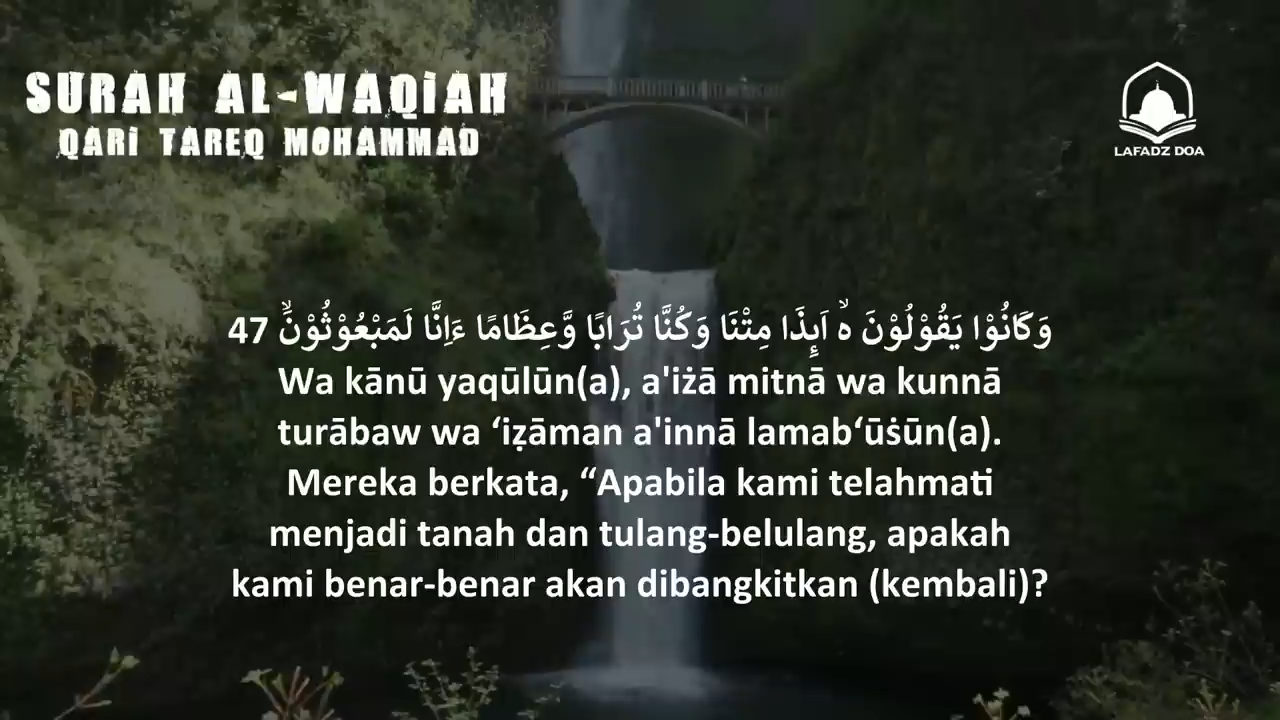 SURAH AL-WAQiAH
QARi TAREQ MOHAMMAD
LAFADZ DOA
وَكَانُوْا يَقُوْلُوْنَ ەۙ اَىِٕذَا مِتْنَا وَكُنَّا تُرَابًا وَّعِظَامًا ءَاِنَّا لَمَبْعُوْثُوْنَۙ 47
Wa kānū yaqūlūn(a), a'iżā mitnā wa kunnā
turābaw wa ‘iẓāman a'innā lamab‘ūṡūn(a).
Mereka berkata, “Apabila kami telahmati
menjadi tanah dan tulang-belulang, apakah
kami benar-benar akan dibangkitkan (kembali)?